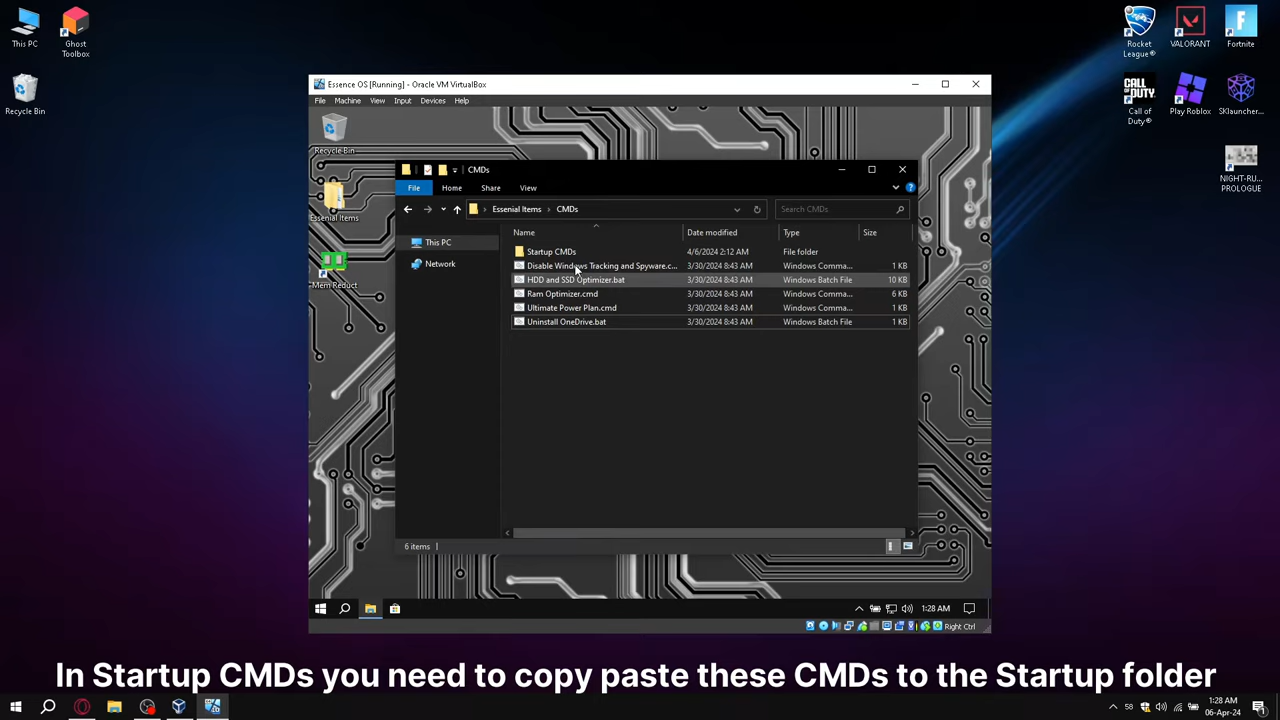 This PC
Ghost
Toolbox
Recycle Bin
Rocket
League®
VALORANT
Fortnite
Call of
Duty®
Play Roblox
SKlauncher...
NIGHT-RU...
PROLOGUE
Essence OS [Running] - Oracle VM VirtualBox
File Machine View Input Devices Help
Recycle Bin
Essenial Items
Mem Reduct
CMDs
File Home Share View
Essenial Items > CMDs
Search CMDs
This PC
Network
Name Date modified Type Size
Startup CMDs 4/6/2024 2:12 AM File folder
Disable Windows Tracking and Spyware.c... 3/30/2024 8:43 AM Windows Comma... 1 KB
HDD and SSD Optimizer.bat 3/30/2024 8:43 AM Windows Batch File 10 KB
Ram Optimizer.cmd 3/30/2024 8:43 AM Windows Comma... 6 KB
Ultimate Power Plan.cmd 3/30/2024 8:43 AM Windows Comma... 1 KB
Uninstall OneDrive.bat 3/30/2024 8:43 AM Windows Batch File 1 KB
6 items
1:28 AM
Right Ctrl
In Startup CMDs you need to copy paste these CMDs to the Startup folder
58
1:28 AM
06-Apr-24
1